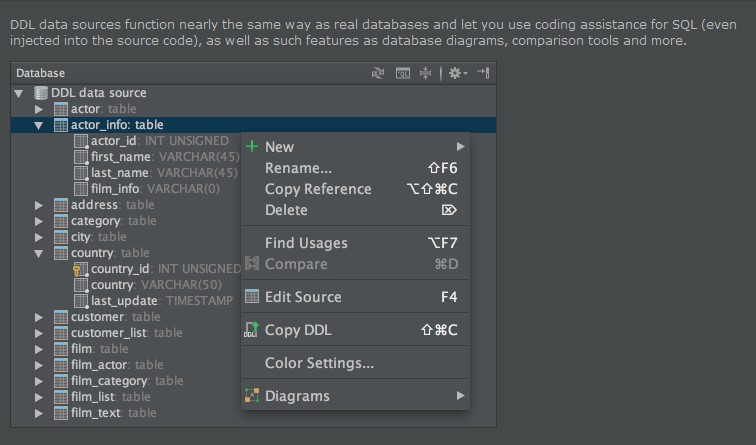 DDL data sources function nearly the same way as real databases and let you use coding assistance for SQL (even
injected into the source code), as well as such features as database diagrams, comparison tools and more.
Database
DDL data source
actor: table
actor_info: table
actor_id: INT UNSIGNED
first_name: VARCHAR(45)
last_name: VARCHAR(45)
film_info: VARCHAR(0)
address: table
category: table
city: table
country: table
country_id: INT UNSIGNED
country: VARCHAR(50)
last_update: TIMESTAMP
customer: table
customer_list: table
film: table
film_actor: table
film_category: table
film_list: table
film_text: table
New
Rename... ⇧F6
Copy Reference ⌥⇧⌘C
Delete ⌦
Find Usages ⌥F7
Compare ⌘D
Edit Source F4
DDL Copy DDL ⇧⌘C
Color Settings...
Diagrams